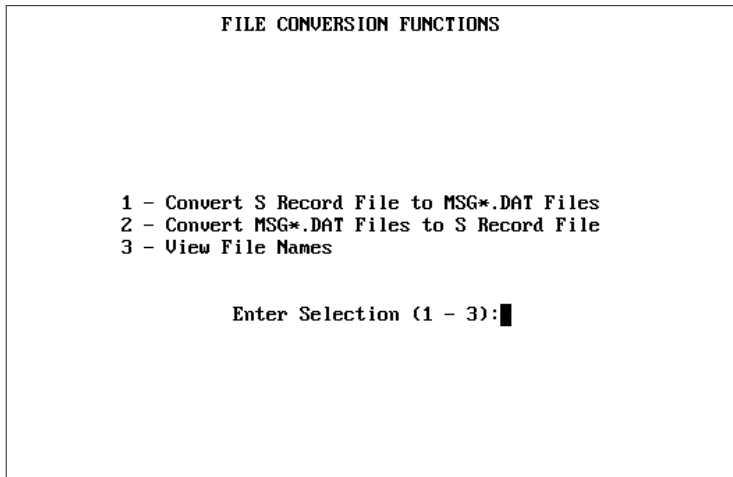 FILE CONVERSION FUNCTIONS
1 - Convert S Record File to MSG*.DAT Files
2 - Convert MSG*.DAT Files to S Record File
3 - View File Names
Enter Selection (1 - 3):